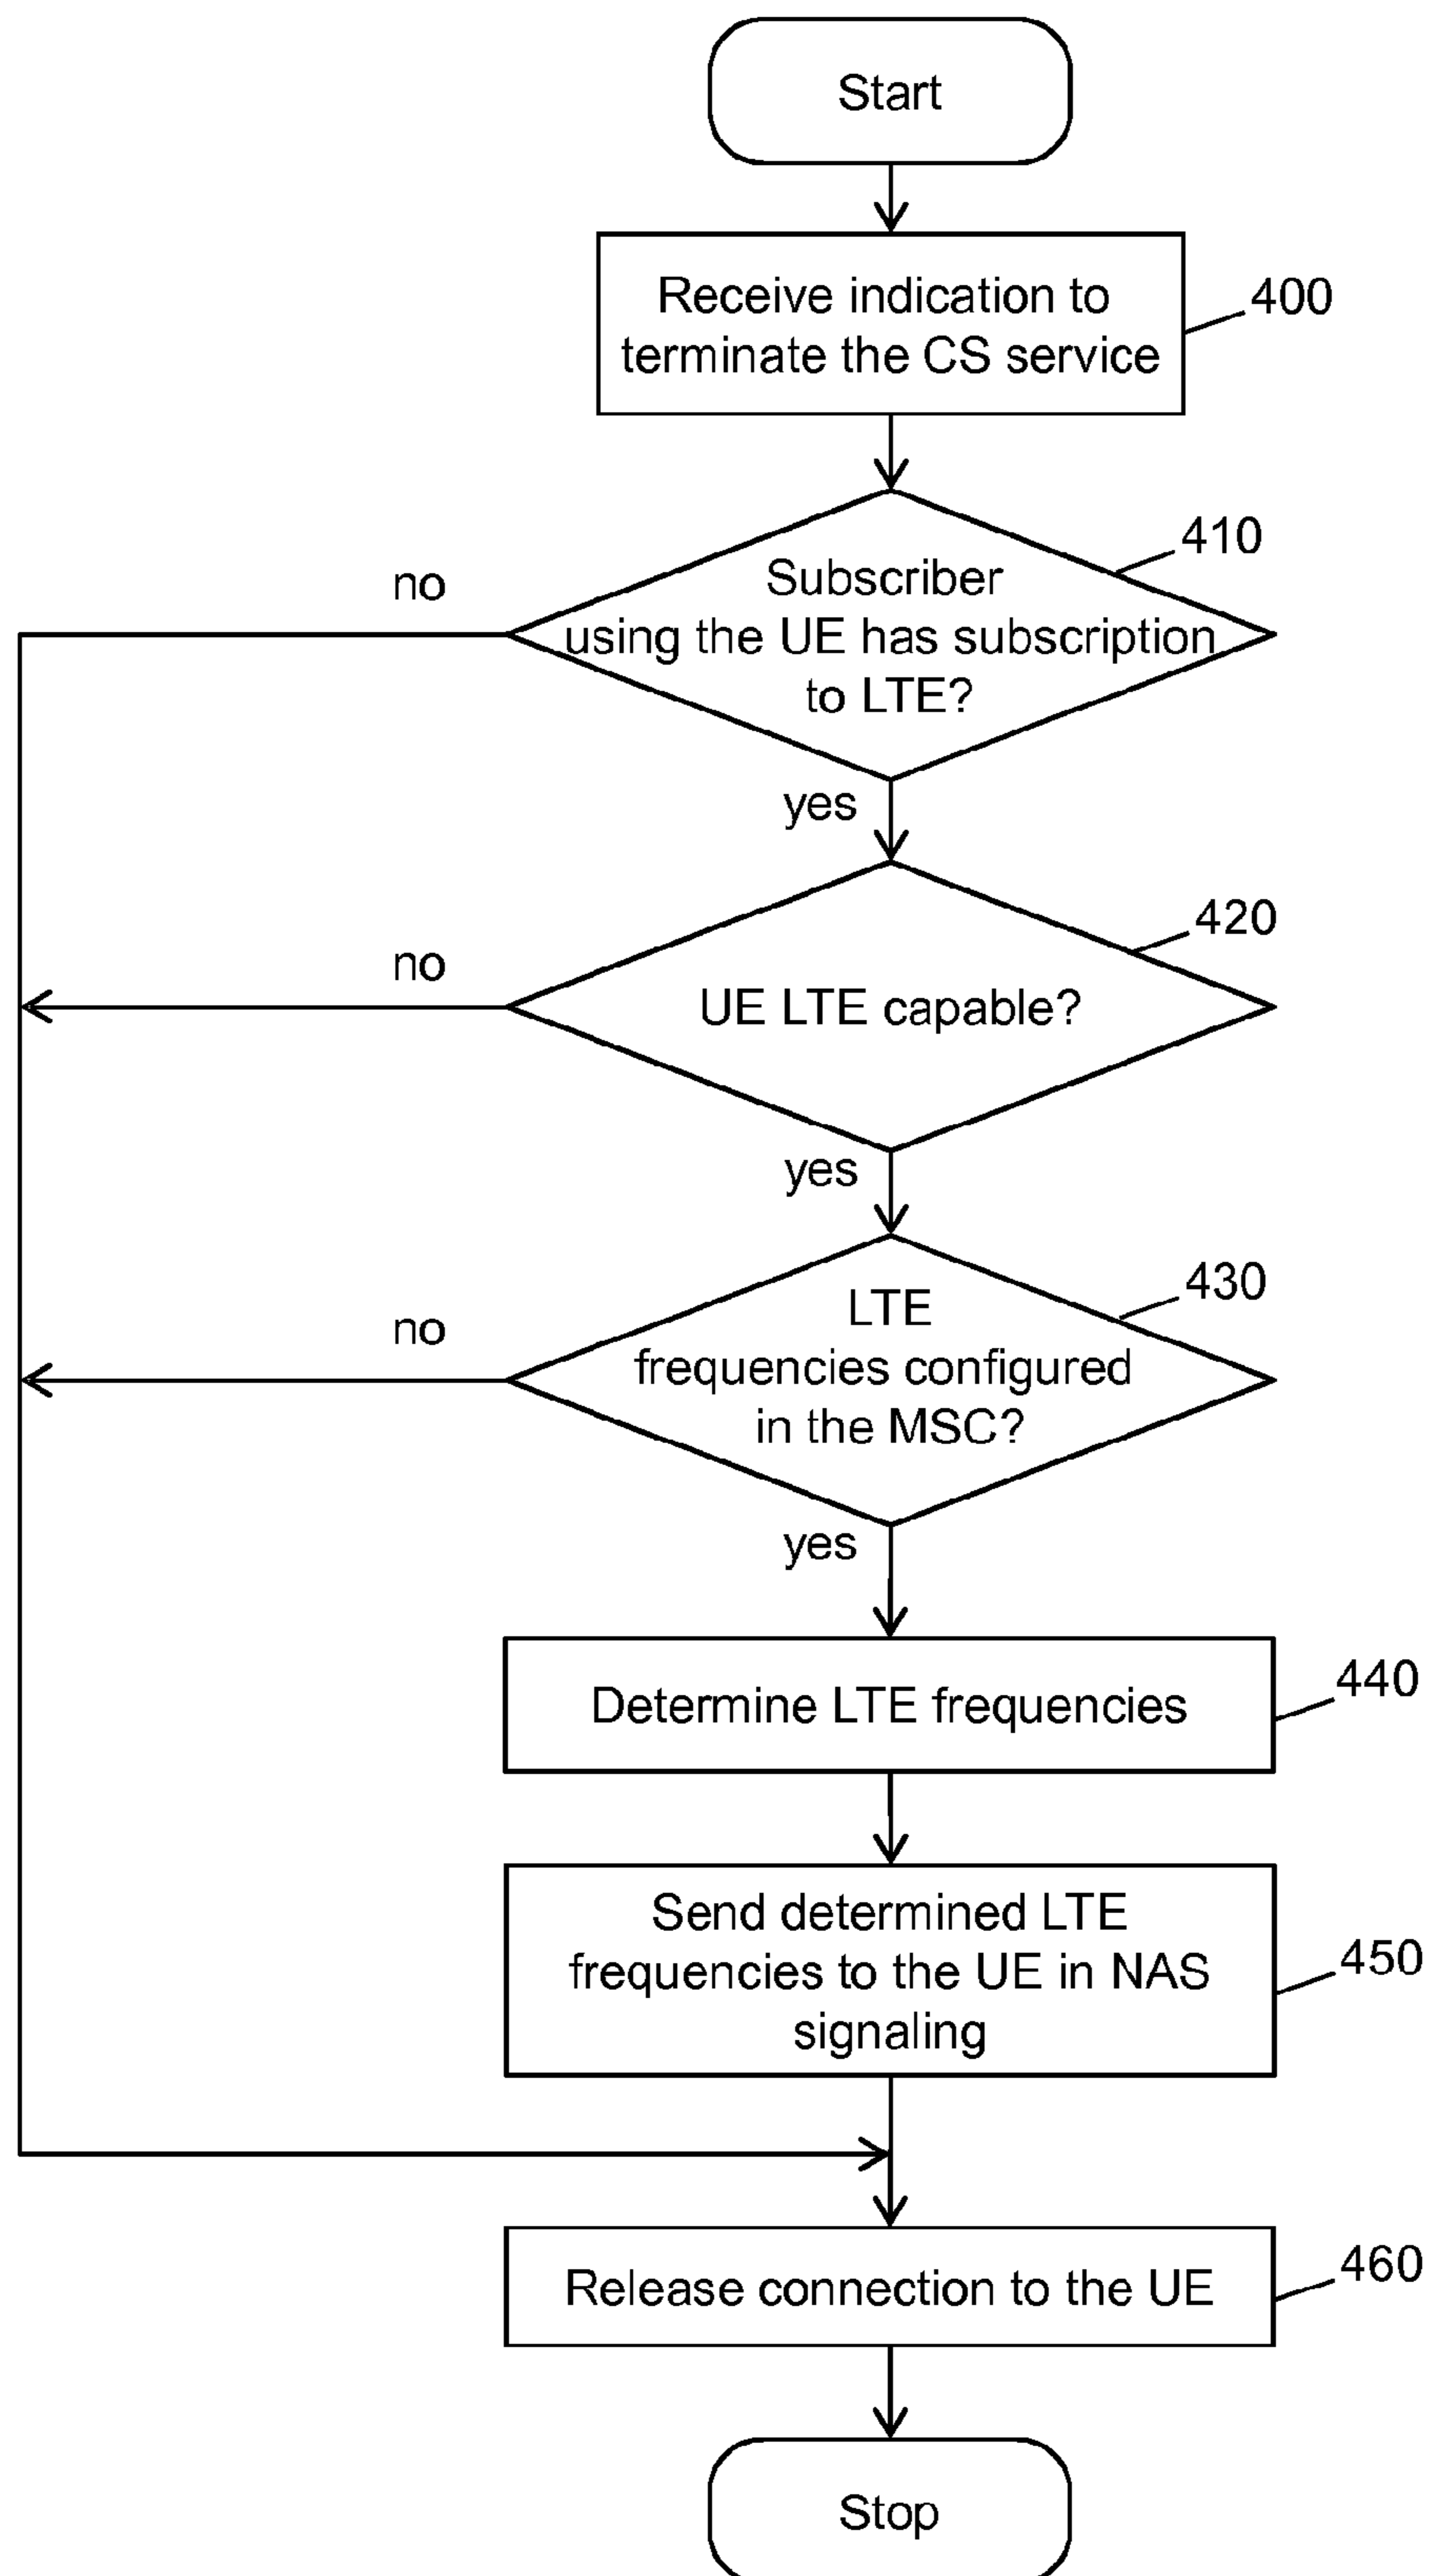 Start
Receive indication to
terminate the CS service
400
410
no
Subscriber
using the UE has subscription
to LTE?
yes
420
no
UE LTE capable?
yes
430
no
LTE
frequencies configured
in the MSC?
yes
440
Determine LTE frequencies
Send determined LTE
frequencies to the UE in NAS
signaling
450
460
Release connection to the UE
Stop